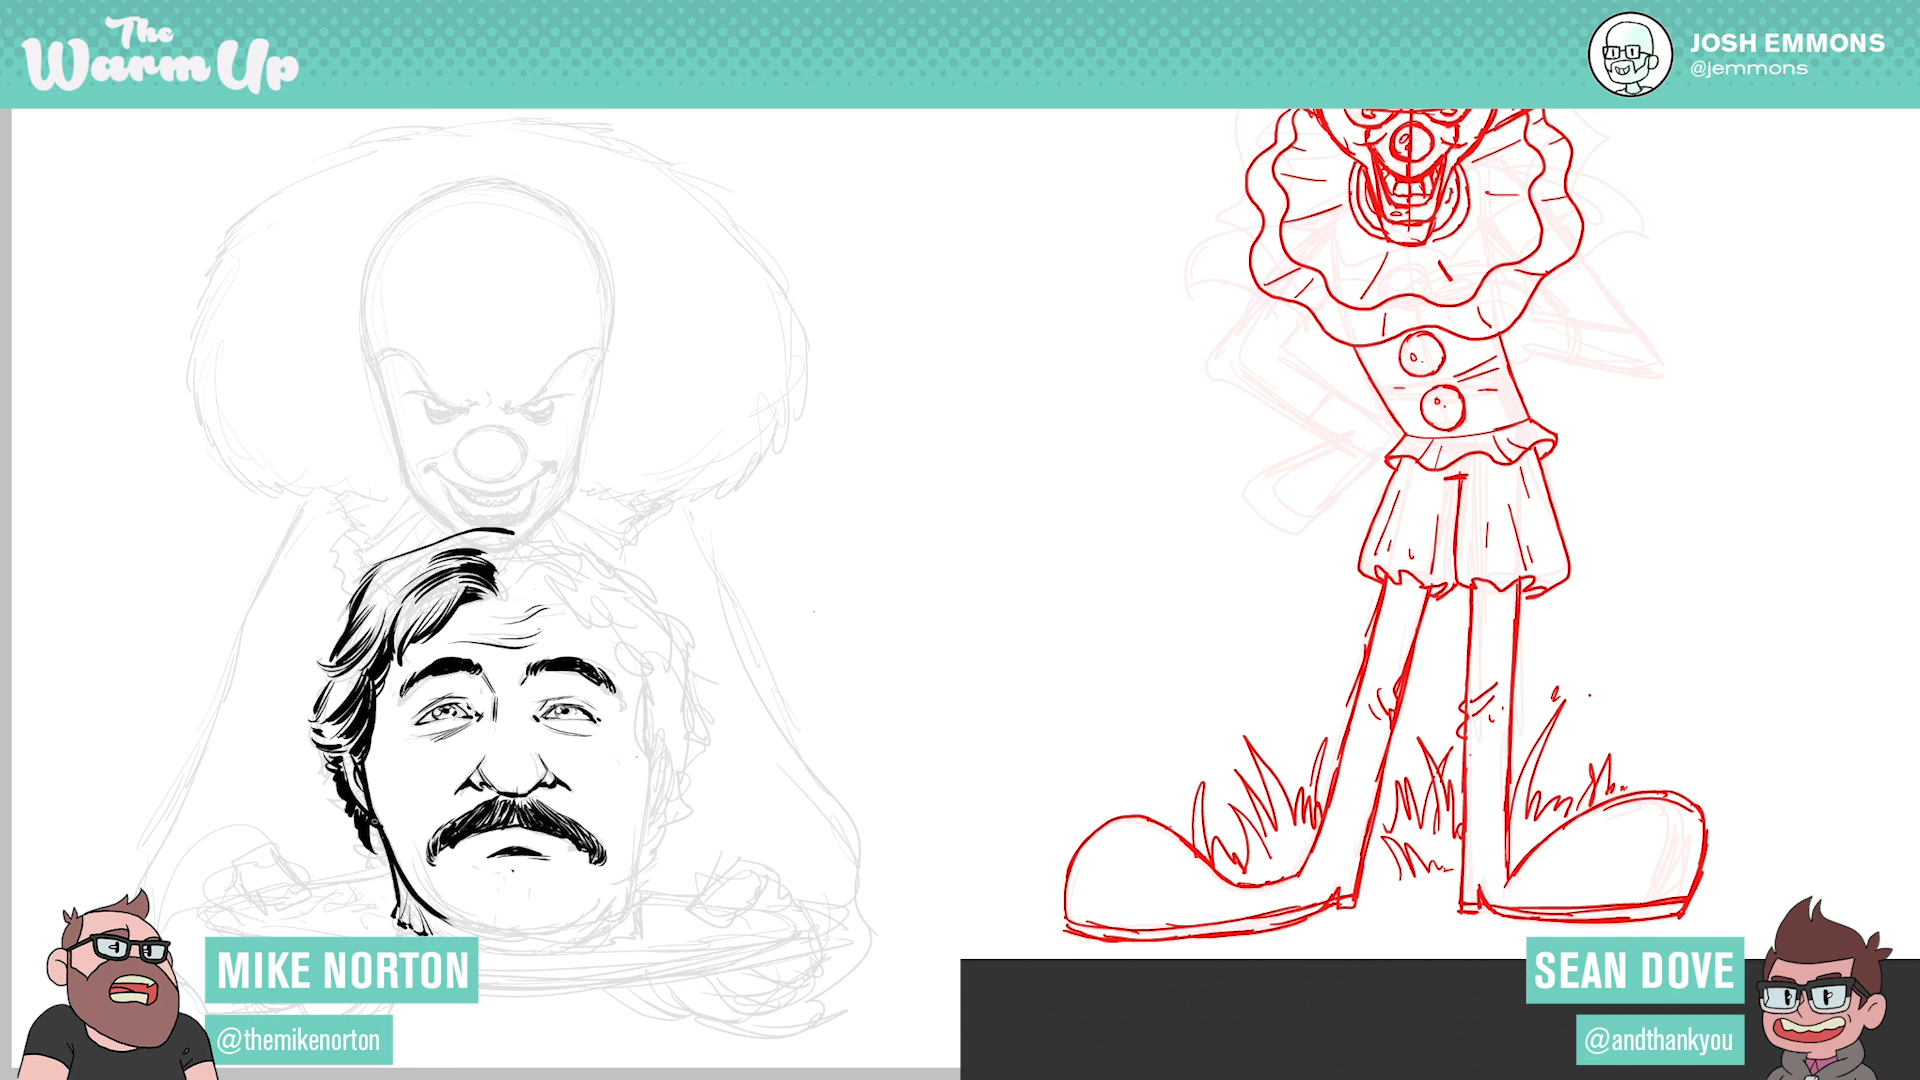 The
Warm Up
JOSH EMMONS
@jemmons
MIKE NORTON
@themikenorton
SEAN DOVE
@andthankyou